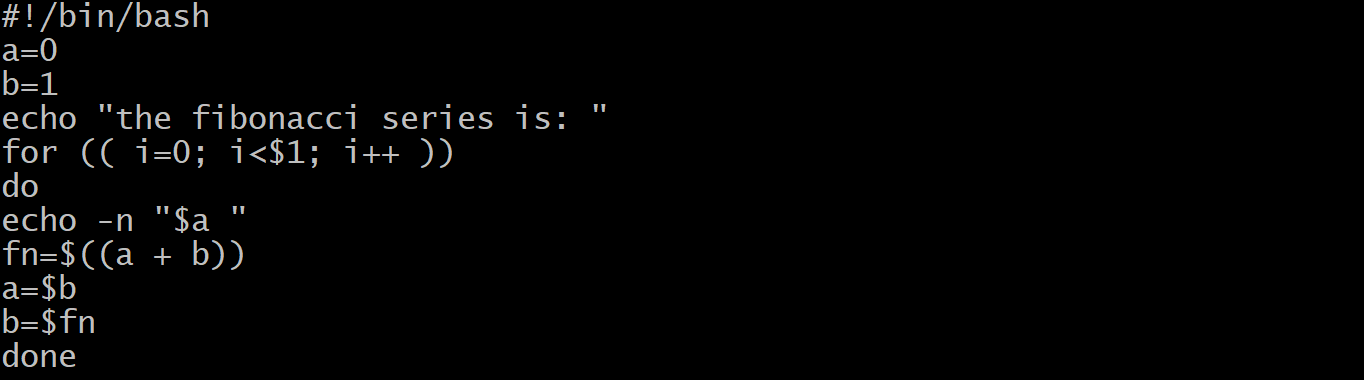 #!/bin/bash
a=0
b=1
echo "the fibonacci series is: "
for (( i=0; i<$1; i++ ))
do
echo -n "$a "
fn=$((a + b))
a=$b
b=$fn
done